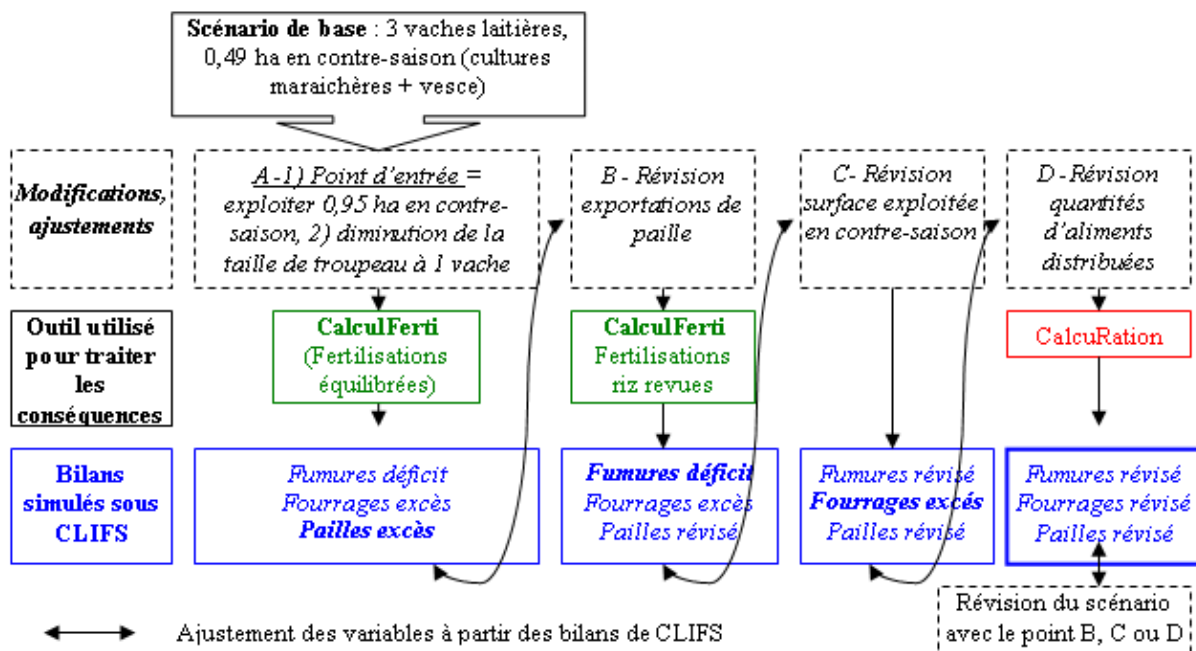 Scénario de base : 3 vaches laitières,
0,49 ha en contre-saison (cultures
maraichères + vesce)
Modifications,
ajustements
A -1) Point d'entrée =
exploiter 0,95 ha en contre-
saison, 2) diminution de la
taille de troupeau à 1 vache
B - Révision
exportations de
paille
C- Révision
surface exploitée
en contre-saison
D - Révision
quantités
d'aliments
distribuées
Outil utilisé
pour traiter
les
conséquences
CalculFerti
(Fertilisations
équilibrées)
CalculFerti
Fertilisations
riz revues
CalcuRation
Bilans
simulés sous
CLIFS
Fumures déficit
Fourrages excès
Pailles excès
Fumures déficit
Fourrages excès
Pailles révisé
Fumures révisé
Fourrages excés
Pailles révisé
Fumures révisé
Fourrages révisé
Pailles révisé
Ajustement des variables à partir des bilans de CLIFS
Révision du scénario
avec le point B, C ou D